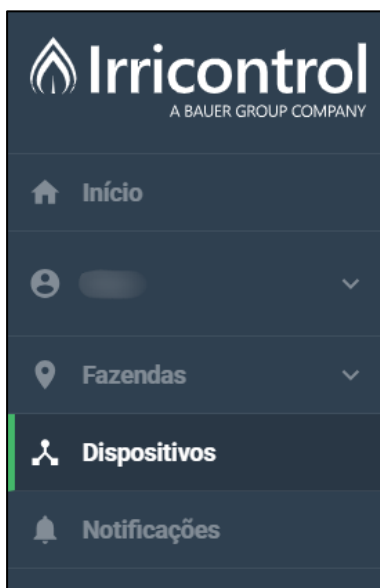 Irricontrol
A BAUER GROUP COMPANY
Início
Fazendas
Dispositivos
Notificações